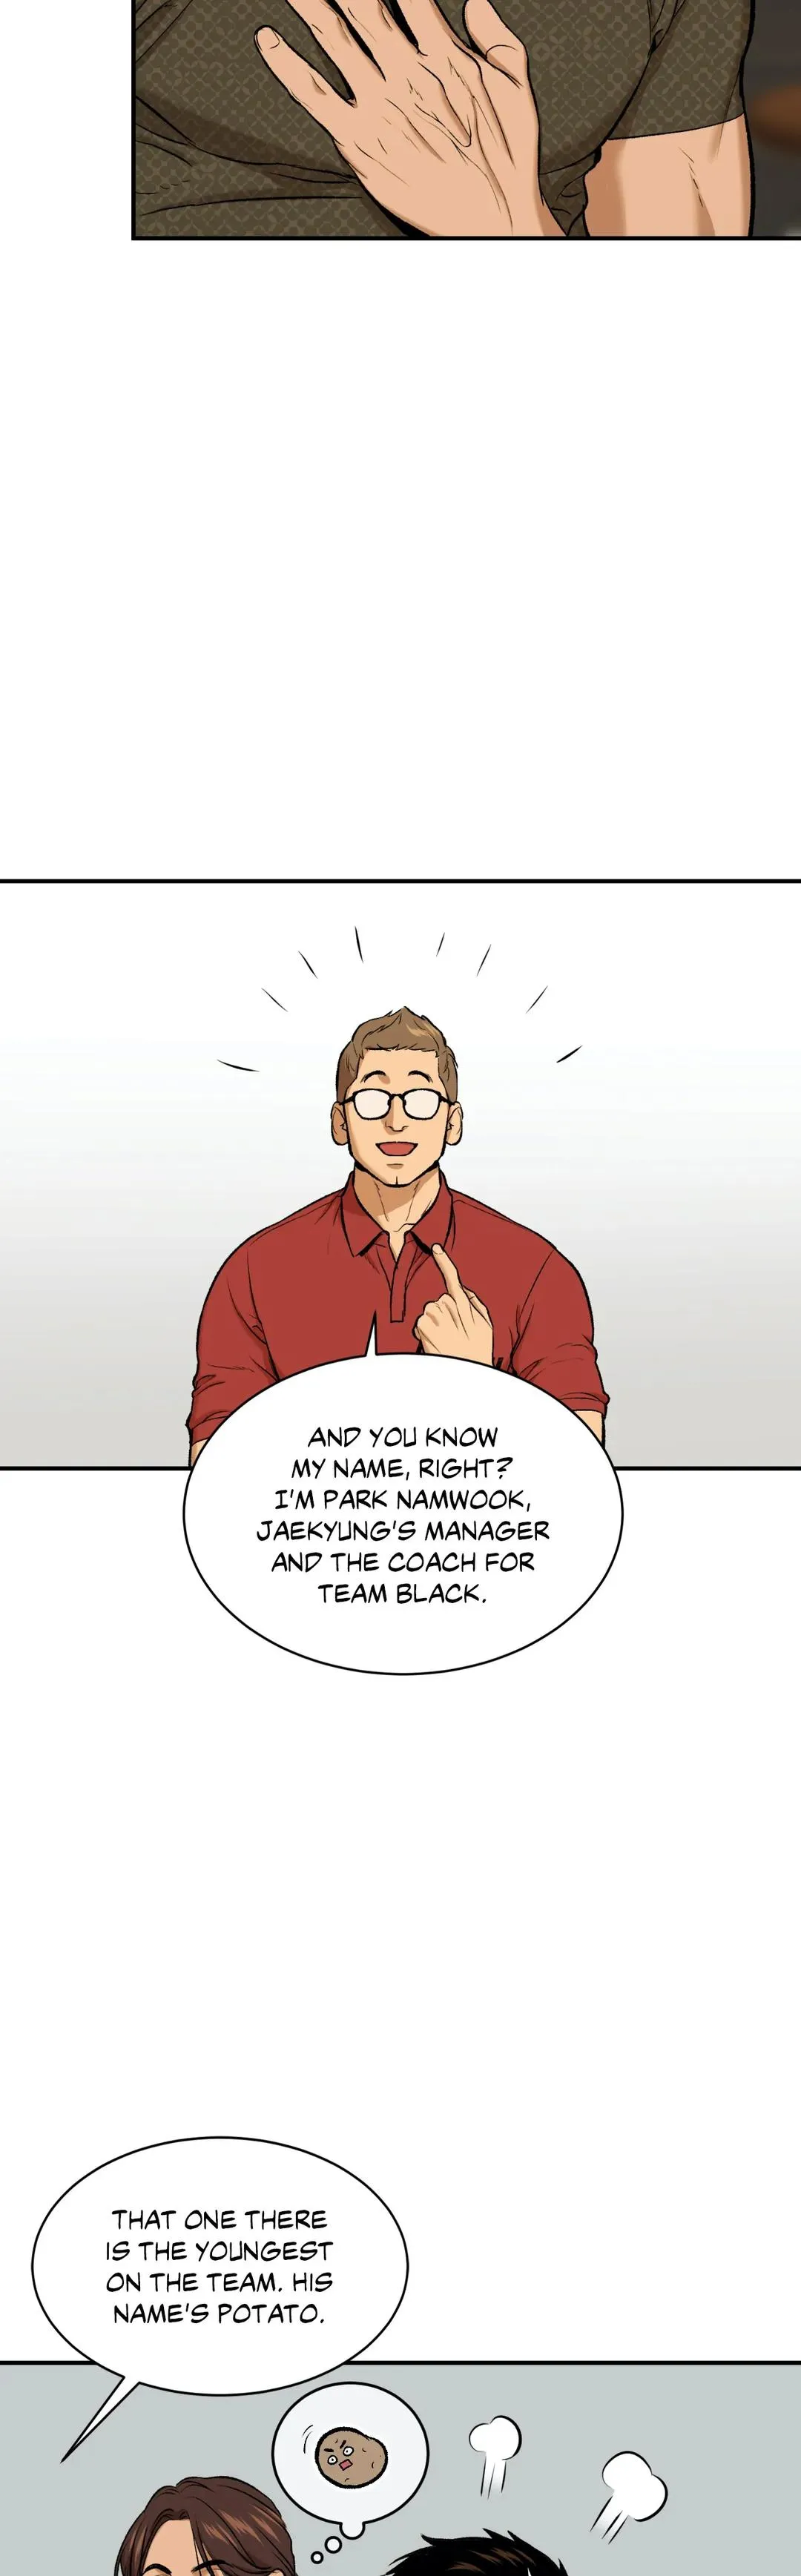 AND YOU KNOW
MY NAME, RIGHT?
I'M PARK NAMWOOK,
JAEKYUNG'S MANAGER
AND THE COACH FOR
TEAM BLACK.
THAT ONE THERE
IS THE YOUNGEST
ON THE TEAM. HIS
NAME'S POTATO.